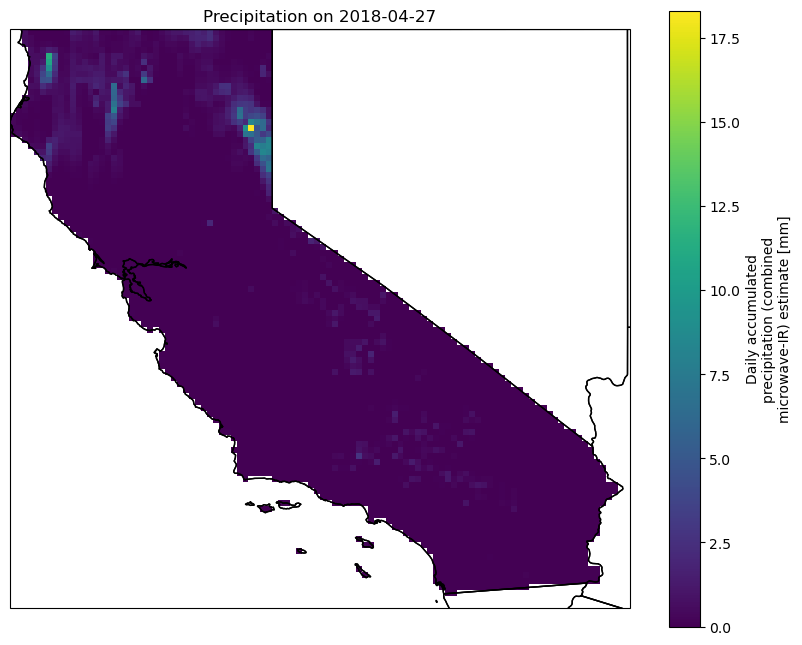 Precipitation on 2018-04-27
17.5
15.0
12.5
10.0
7.5
5.0
2.5
0.0
Daily accumulated
precipitation (combined
microwave-IR) estimate [mm]